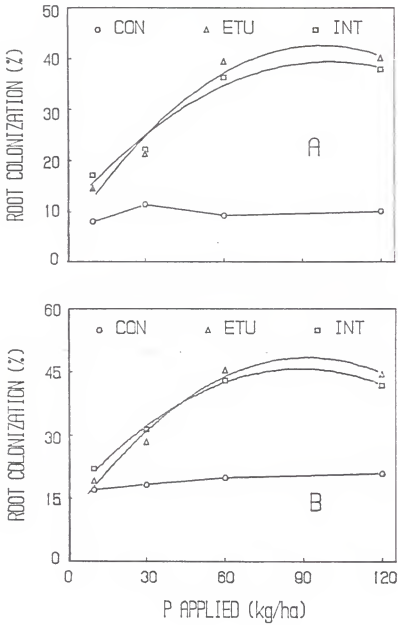 50
CON ETU INT
40
30
20
10
0
A
ROOT COLONIZATION (%)
60
CON ETU INT
45
30
15
0
B
ROOT COLONIZATION (%)
0 30 60 90 120
P APPLIED (kg/ha)